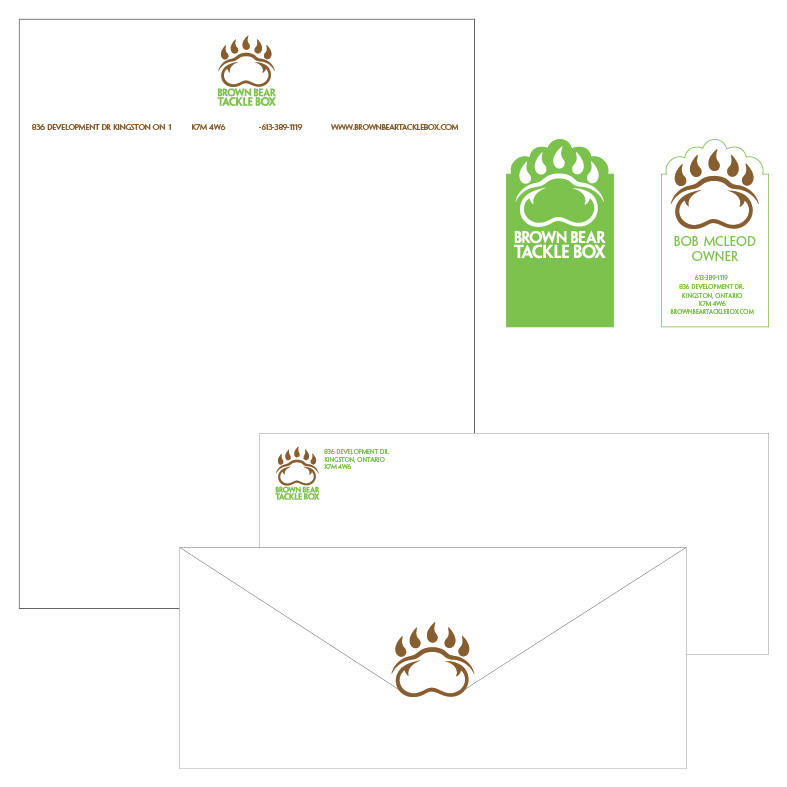 BROWN BEAR
TACKLE BOX
836 DEVELOPMENT DR KINGSTON ON 1 K7M 4W6 -613-389-1119 WWW.BROWNBEARTACKLEBOX.COM
BROWN BEAR
TACKLE BOX
BOB MCLEOD
OWNER
613-389-1119
836 DEVELOPMENT DR.
KINGSTON, ONTARIO
K7M 4W6
BROWNBEARTACKLEBOX.COM
836 DEVELOPMENT DR.
KINGSTON, ONTARIO
K7M 4W6
BROWN BEAR
TACKLE BOX